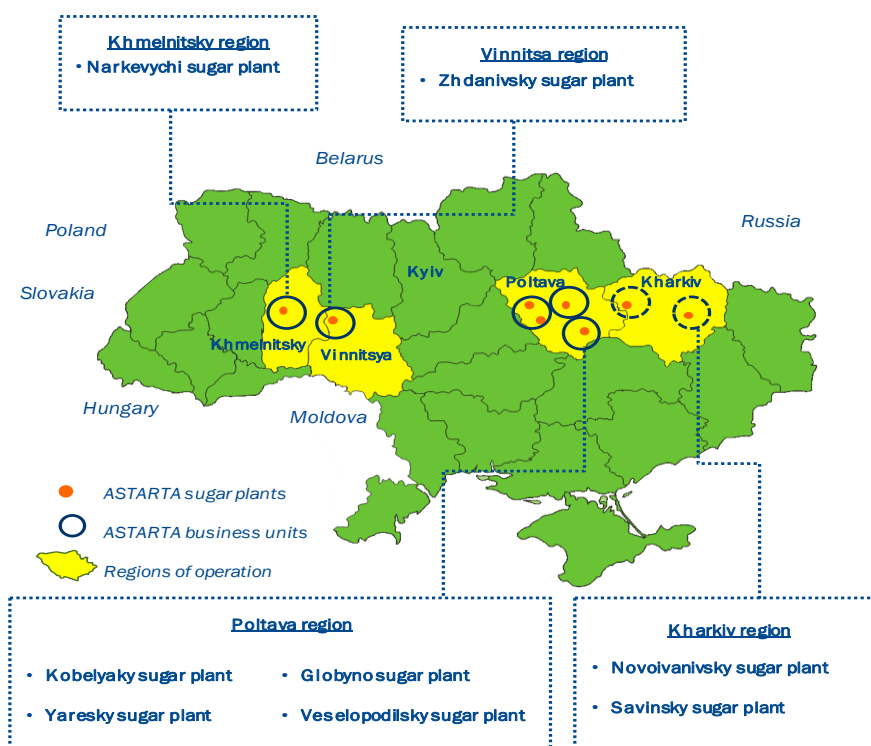 Khmelnitsky region
• Narkevychi sugar plant
Vinnitsa region
• Zhdanivsky sugar plant
Belarus
Poland
Russia
Slovakia
Kyiv
Poltava
Kharkiv
Khmelnitsky
Vinnitsya
Hungary
Moldova
ASTARTA sugar plants
ASTARTA business units
Regions of operation
Poltava region
• Kobelyaky sugar plant
• Globyno sugar plant
• Yaresky sugar plant
• Veselopodilsky sugar plant
Kharkiv region
• Novoivanivsky sugar plant
• Savinsky sugar plant